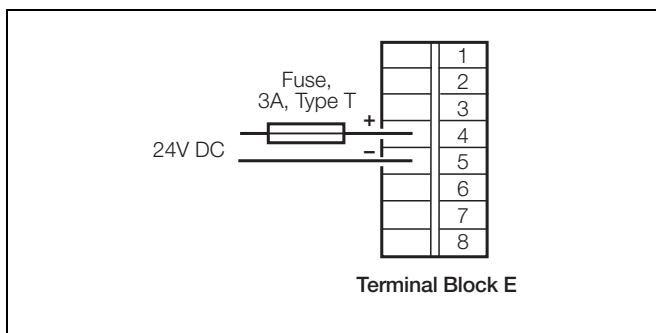 Fuse,
3A, Type T
+
24V DC
–
1
2
3
4
5
6
7
8
Terminal Block E